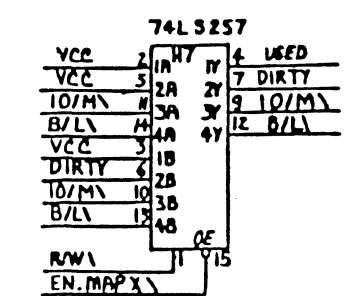 74LS257
H7
VCC 2 1A 1Y 4 USED
VCC 5 2A 2Y 7 DIRTY
IO/M\ 11 3A 3Y 9 IO/M\
B/L\ 14 4A 4Y 12 B/L\
VCC 3 1B
DIRTY 6 2B
IO/M\ 10 3B
B/L\ 13 4B
OE
R/W\ 1 15
EN.MAPX\